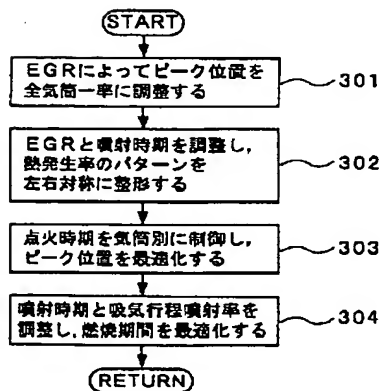 START
EGRによってピーク位置を
全気筒一率に調整する
301
EGRと噴射時期を調整し,
熱発生率のパターンを
左右対称に整形する
302
点火時期を気筒別に制御し,
ピーク位置を最適化する
303
噴射時期と吸気行程噴射率を
調整し,燃焼期間を最適化する
304
RETURN